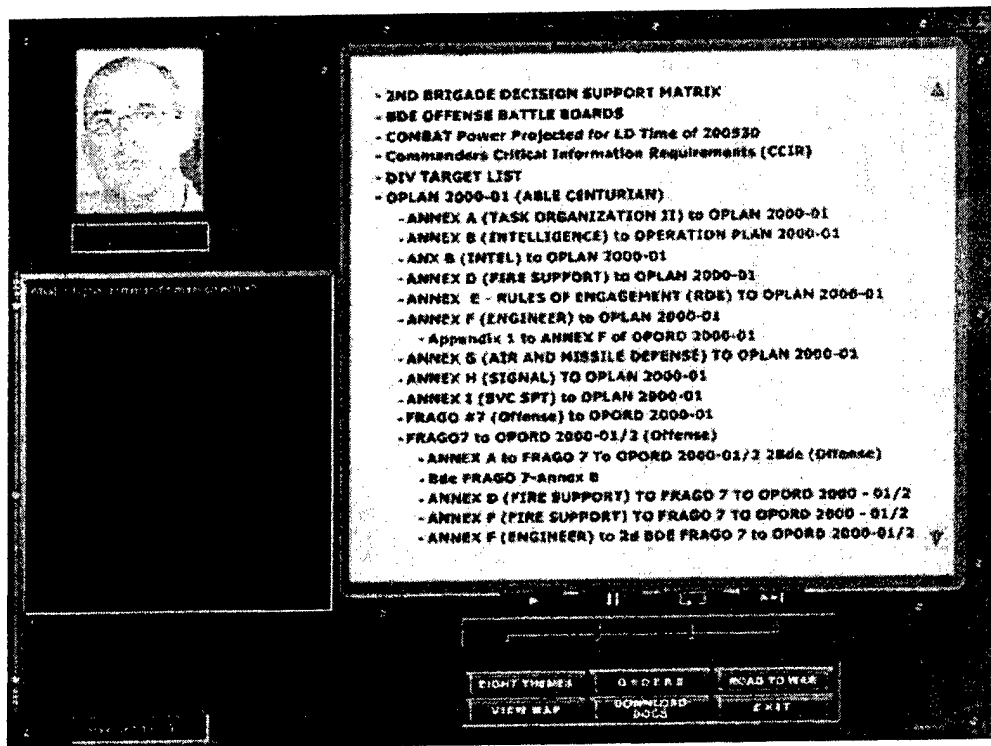 - 2ND BRIGADE DECISION SUPPORT MATRIX
- BDE OFFENSE BATTLE BOARDS
- COMBAT Power Projected for LD Time of 200530
- Commanders Critical Information Requirements (CCIR)
- DIV TARGET LIST
- OPLAN 2000-01 (ABLE CENTURIAN)
- ANNEX A (TASK ORGANIZATION II) to OPLAN 2000-01
- ANNEX B (INTELLIGENCE) to OPERATION PLAN 2000-01
- ANX B (INTEL) to OPLAN 2000-01
- ANNEX D (FIRE SUPPORT) to OPLAN 2000-01
- ANNEX E - RULES OF ENGAGEMENT (ROE) TO OPLAN 2000-01
- ANNEX F (ENGINEER) to OPLAN 2000-01
- Appendix 1 to ANNEX F of OPORD 2000-01
- ANNEX G (AIR AND MISSILE DEFENSE) TO OPLAN 2000-01
- ANNEX H (SIGNAL) TO OPLAN 2000-01
- ANNEX I (SVC SPT) to OPLAN 2000-01
- FRAGO #7 (Offense) to OPORD 2000-01
- FRAGO7 to OPORD 2000-01/2 (Offense)
- ANNEX A to FRAGO 7 To OPORD 2000-01/2 2Bde (Offense)
- Bde FRAGO 7-Annex B
- ANNEX D (FIRE SUPPORT) TO FRAGO 7 TO OPORD 2000 - 01/2
- ANNEX F (FIRE SUPPORT) TO FRAGO 7 TO OPORD 2000 - 01/2
- ANNEX F (ENGINEER) to 2d BDE FRAGO 7 to OPORD 2000-01/2
EIGHT THEMES
ORDERS
ROAD TO WAR
VIEW MAP
DOWNLOAD DOCS
EXIT